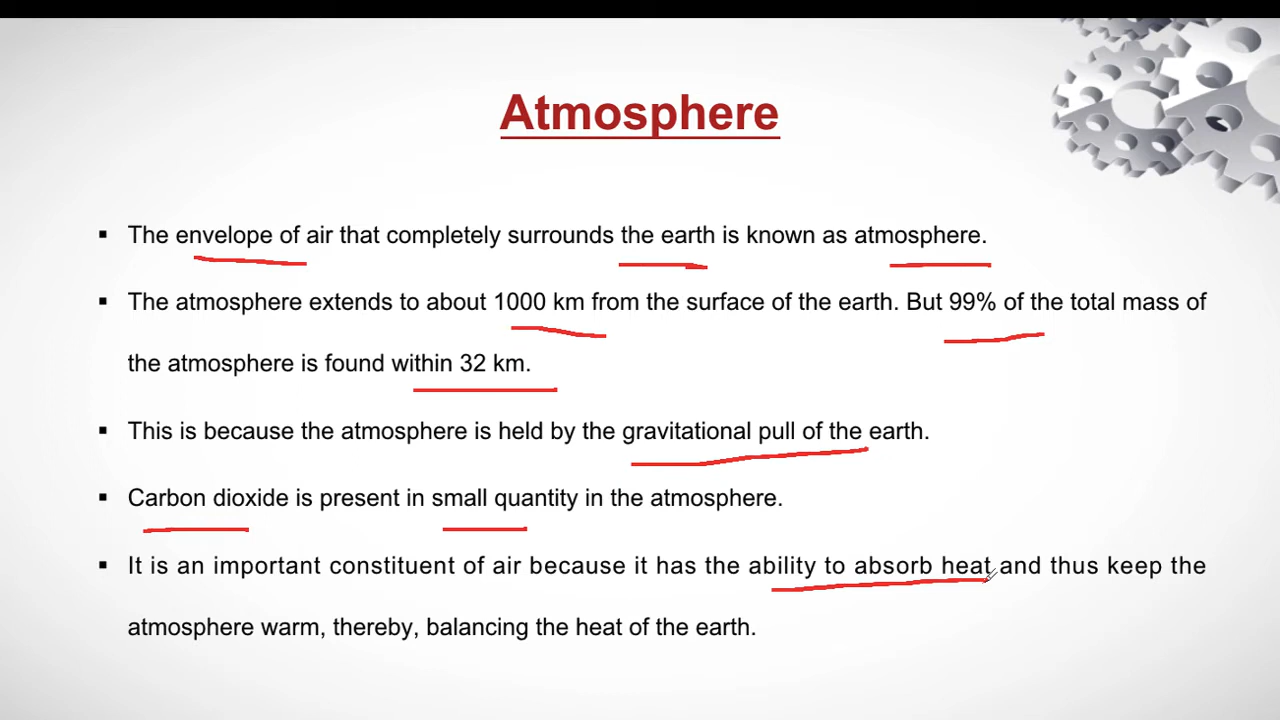 Atmosphere
▪ The envelope of air that completely surrounds the earth is known as atmosphere.
▪ The atmosphere extends to about 1000 km from the surface of the earth. But 99% of the total mass of
the atmosphere is found within 32 km.
▪ This is because the atmosphere is held by the gravitational pull of the earth.
▪ Carbon dioxide is present in small quantity in the atmosphere.
▪ It is an important constituent of air because it has the ability to absorb heat and thus keep the
atmosphere warm, thereby, balancing the heat of the earth.